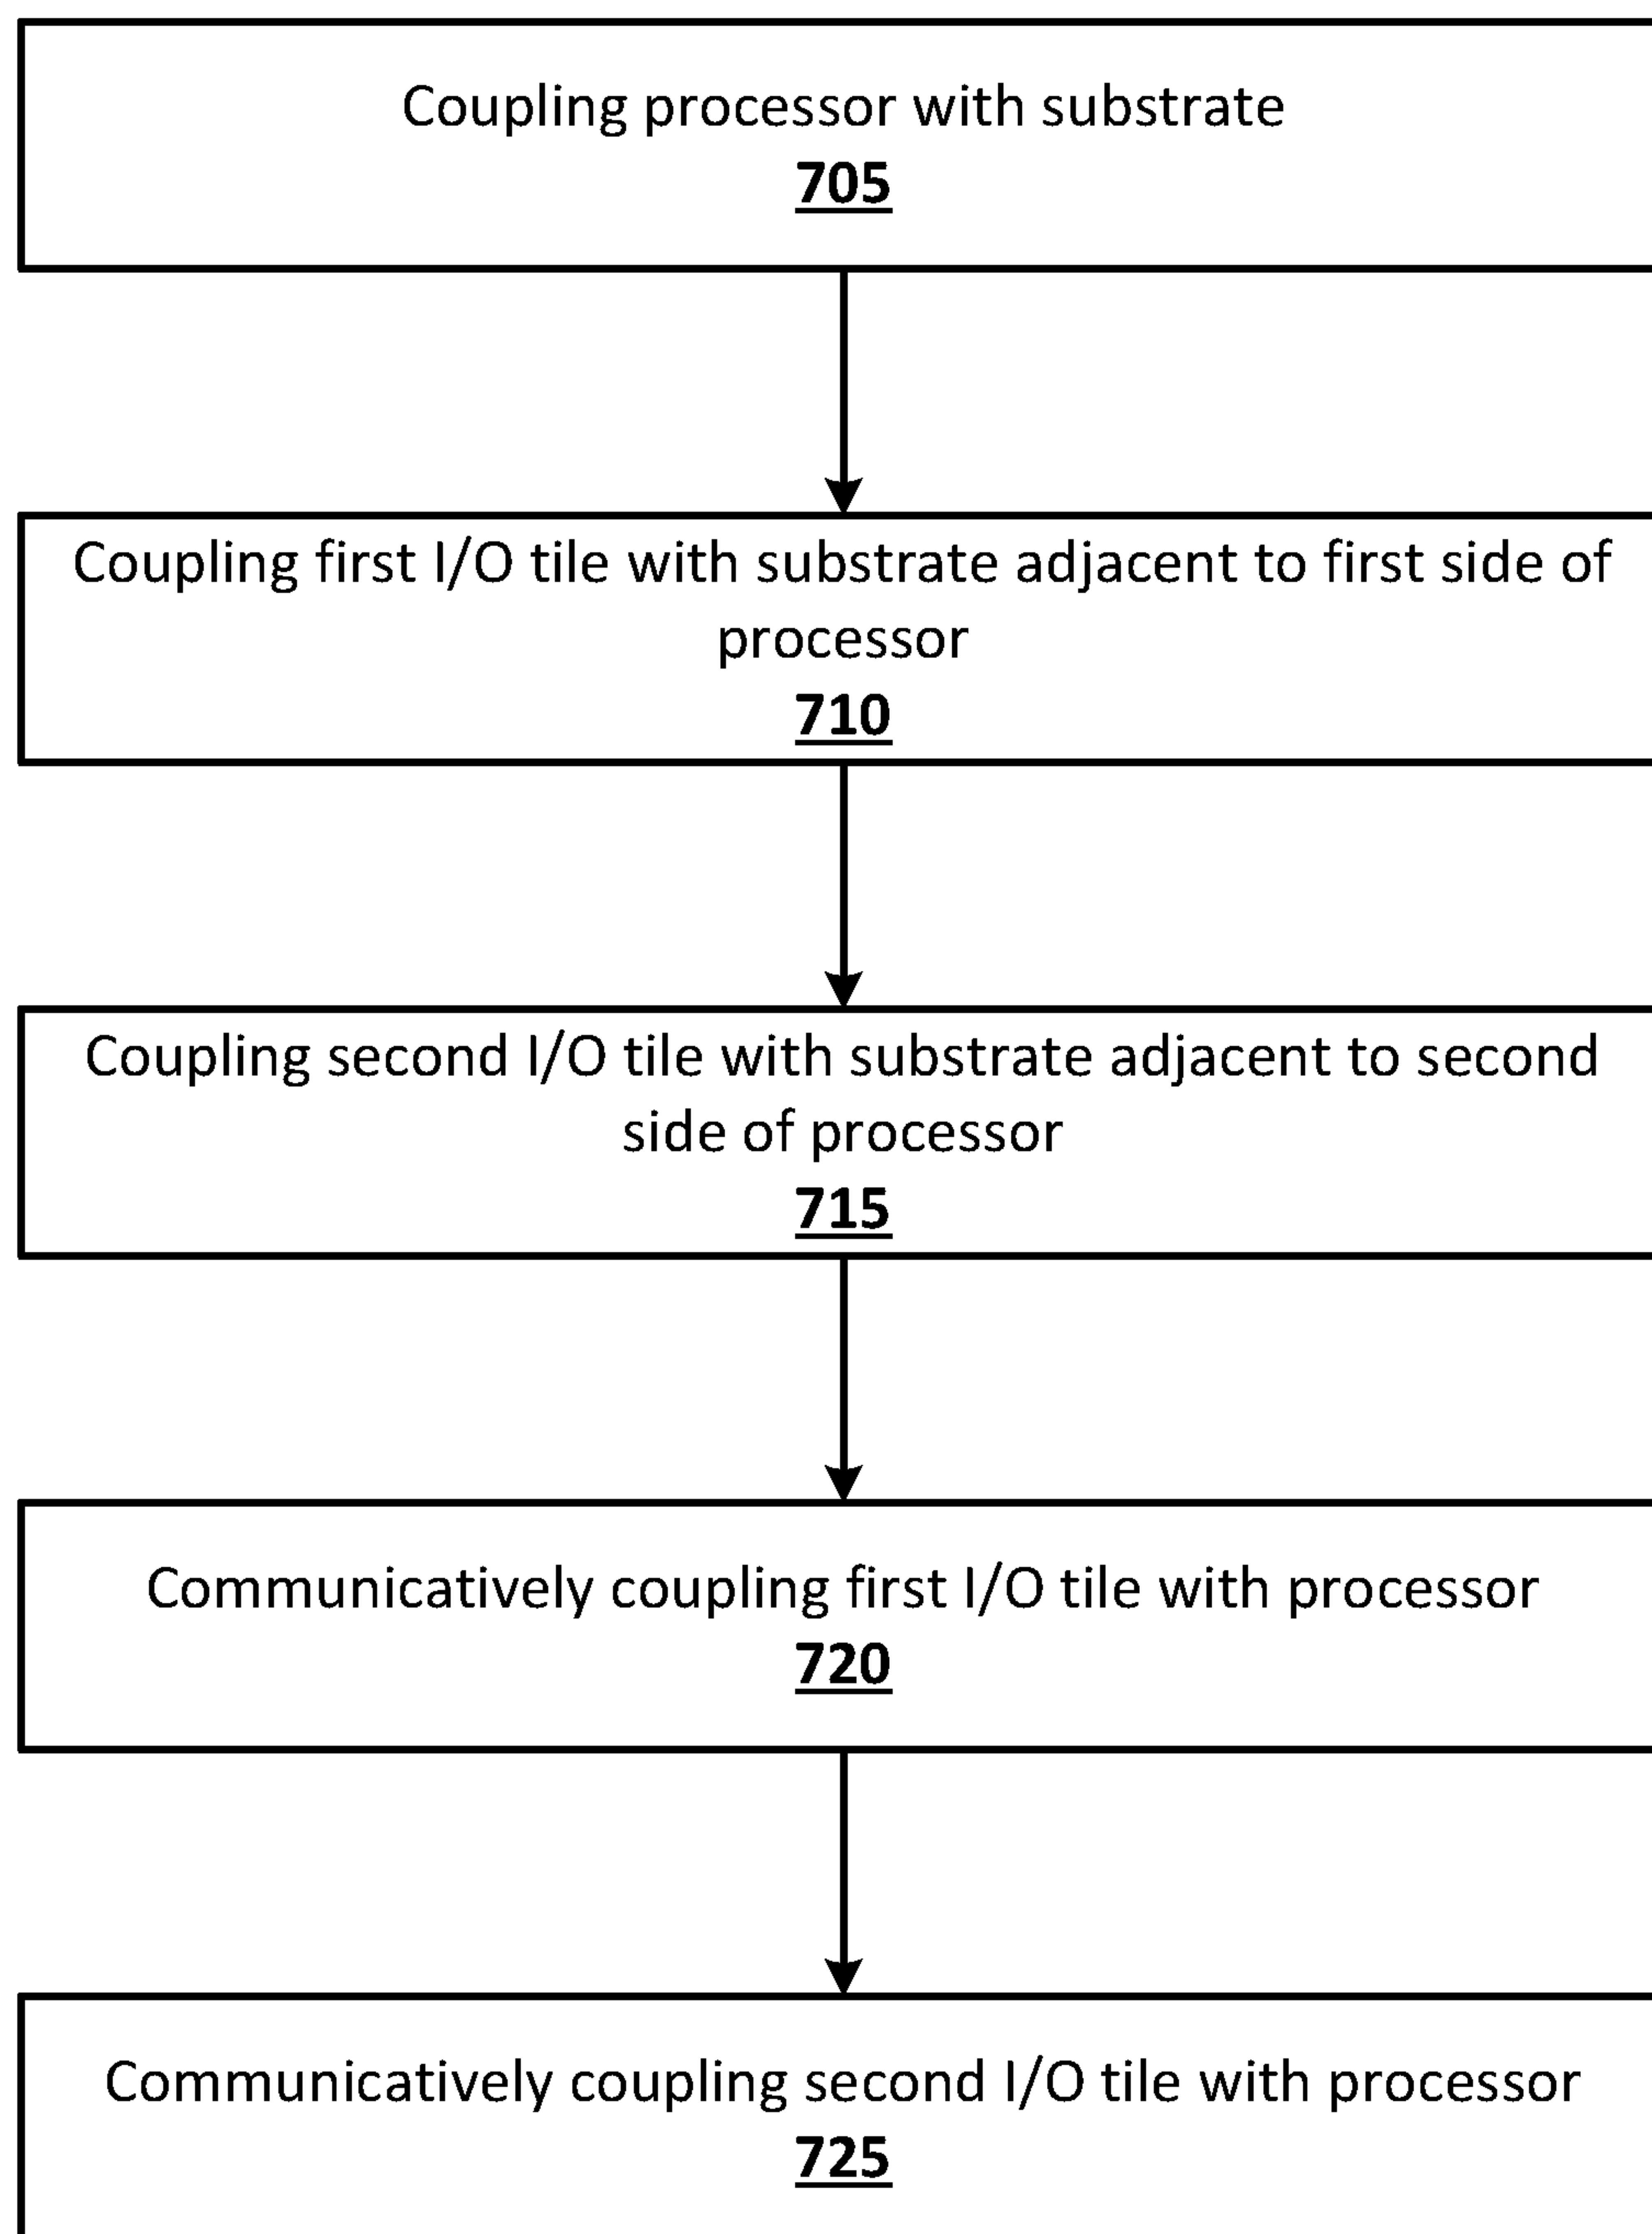 Coupling processor with substrate
705
Coupling first I/O tile with substrate adjacent to first side of
processor
710
Coupling second I/O tile with substrate adjacent to second
side of processor
715
Communicatively coupling first I/O tile with processor
720
Communicatively coupling second I/O tile with processor
725